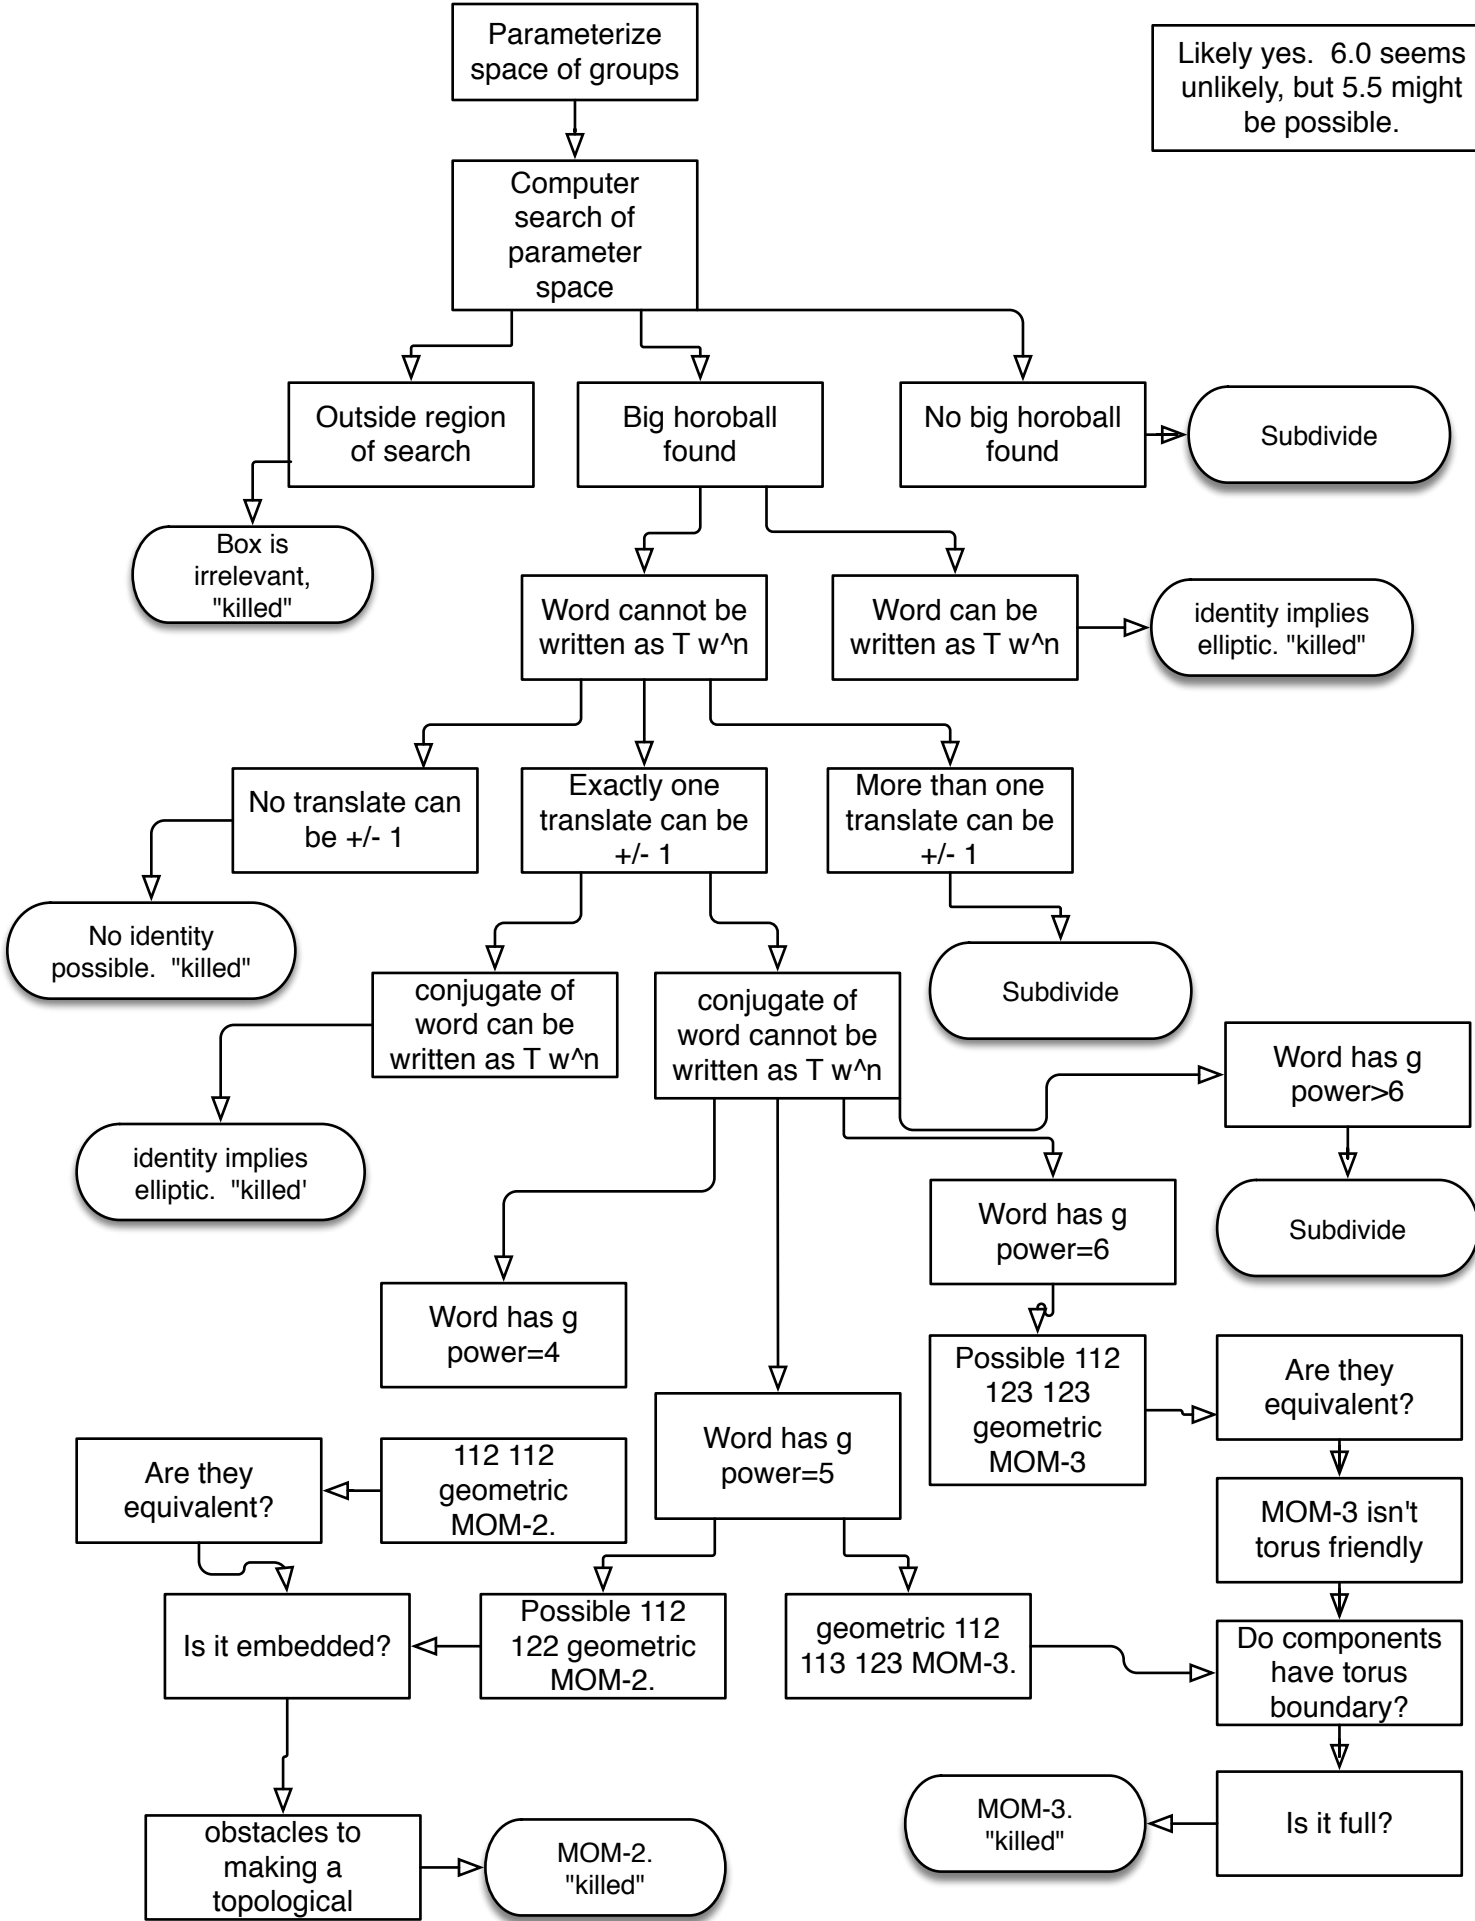 Parameterize
space of groups
Likely yes.  6.0 seems
unlikely, but 5.5 might
be possible.
Computer
search of
parameter
space
Outside region
of search
Big horoball
found
No big horoball
found
Subdivide
Box is
irrelevant,
"killed"
Word cannot be
written as T w^n
Word can be
written as T w^n
identity implies
elliptic. "killed"
No translate can
be +/- 1
Exactly one
translate can be
+/- 1
More than one
translate can be
+/- 1
No identity
possible.  "killed"
conjugate of
word can be
written as T w^n
conjugate of
word cannot be
written as T w^n
Subdivide
Word has g
power>6
identity implies
elliptic.  "killed'
Word has g
power=6
Subdivide
Word has g
power=4
Possible 112
123 123
geometric
MOM-3
Are they
equivalent?
Word has g
power=5
Are they
equivalent?
112 112
geometric
MOM-2.
MOM-3 isn't
torus friendly
Is it embedded?
Possible 112
122 geometric
MOM-2.
geometric 112
113 123 MOM-3.
Do components
have torus
boundary?
obstacles to
making a
topological
MOM-2.
"killed"
MOM-3.
"killed"
Is it full?